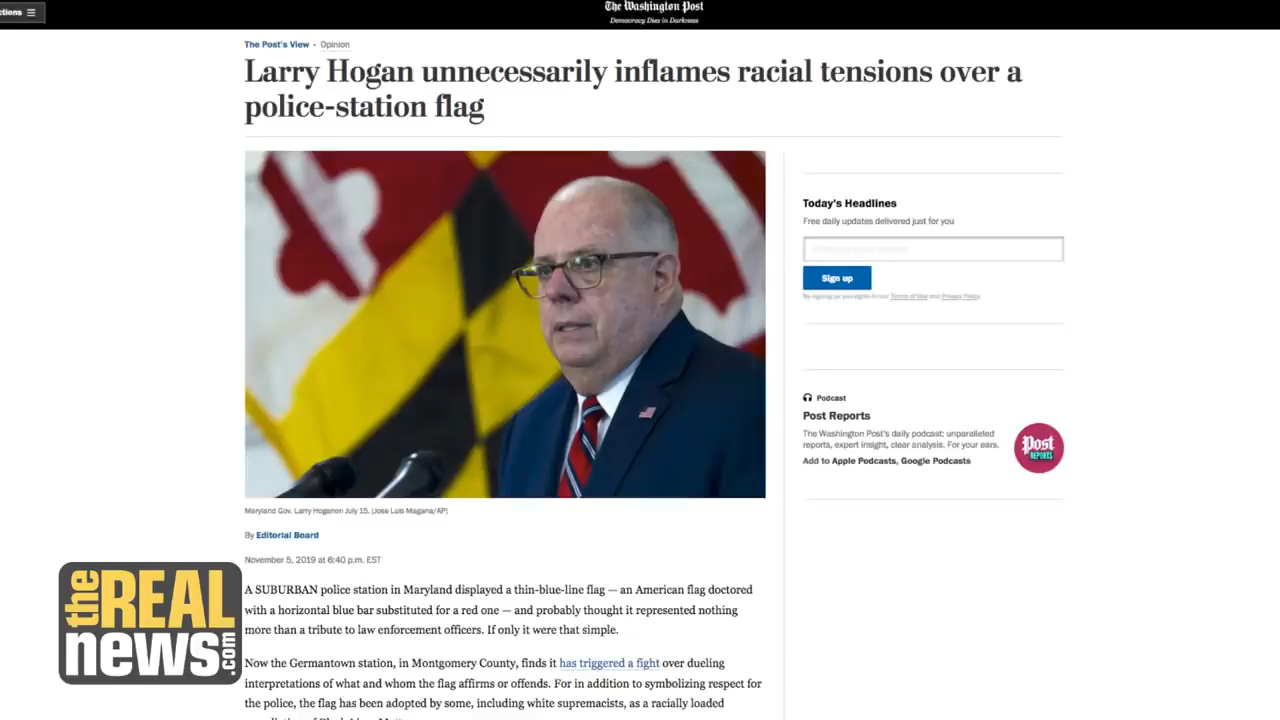 ctions
The Washington Post
Democracy Dies in Darkness
The Post's View • Opinion
Larry Hogan unnecessarily inflames racial tensions over a
police-station flag
Today's Headlines
Free daily updates delivered just for you
Sign up
By signing up you agree to our Terms of Use and Privacy Policy
Podcast
Post Reports
The Washington Post's daily podcast: unparalleled
reports, expert insight, clear analysis. For your ears.
Add to Apple Podcasts, Google Podcasts
Post
REPORTS
Maryland Gov. Larry Hoganon July 15. (Jose Luis Magana/AP)
By Editorial Board
November 5, 2019 at 6:40 p.m. EST
A SUBURBAN police station in Maryland displayed a thin-blue-line flag — an American flag doctored
with a horizontal blue bar substituted for a red one — and probably thought it represented nothing
more than a tribute to law enforcement officers. If only it were that simple.
Now the Germantown station, in Montgomery County, finds it has triggered a fight over dueling
interpretations of what and whom the flag affirms or offends. For in addition to symbolizing respect for
the police, the flag has been adopted by some, including white supremacists, as a racially loaded
the REAL
news.com